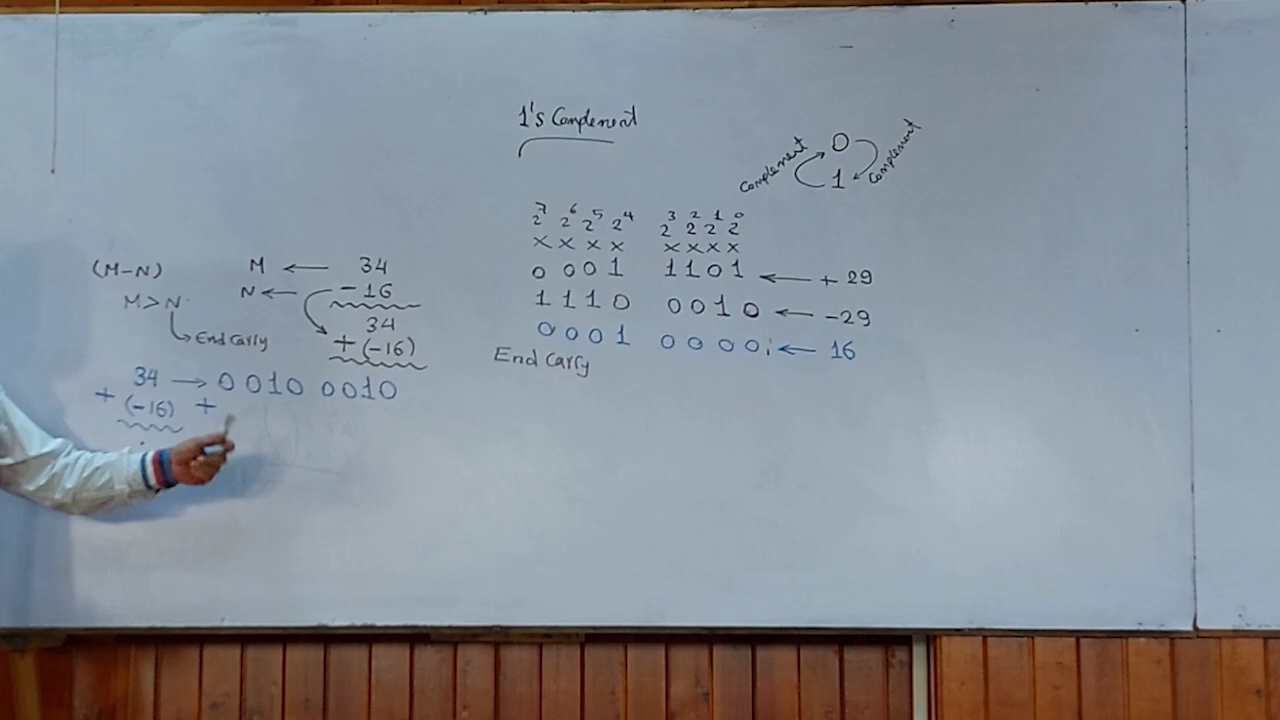 1's Complement
0
complement complement
1
2⁷ 2⁶ 2⁵ 2⁴ 2³ 2² 2¹ 2⁰
x x x x x x x x
0 0 0 1 1 1 0 1 ← + 29
1 1 1 0 0 0 1 0 ← -29
0 0 0 1 0 0 0 0 ; ← 16
End Carry
(M-N) M ← 34
M>N N ← -16
34
End Carry + (-16)
34 → 0 0 1 0 0 0 1 0
+ (-16) +